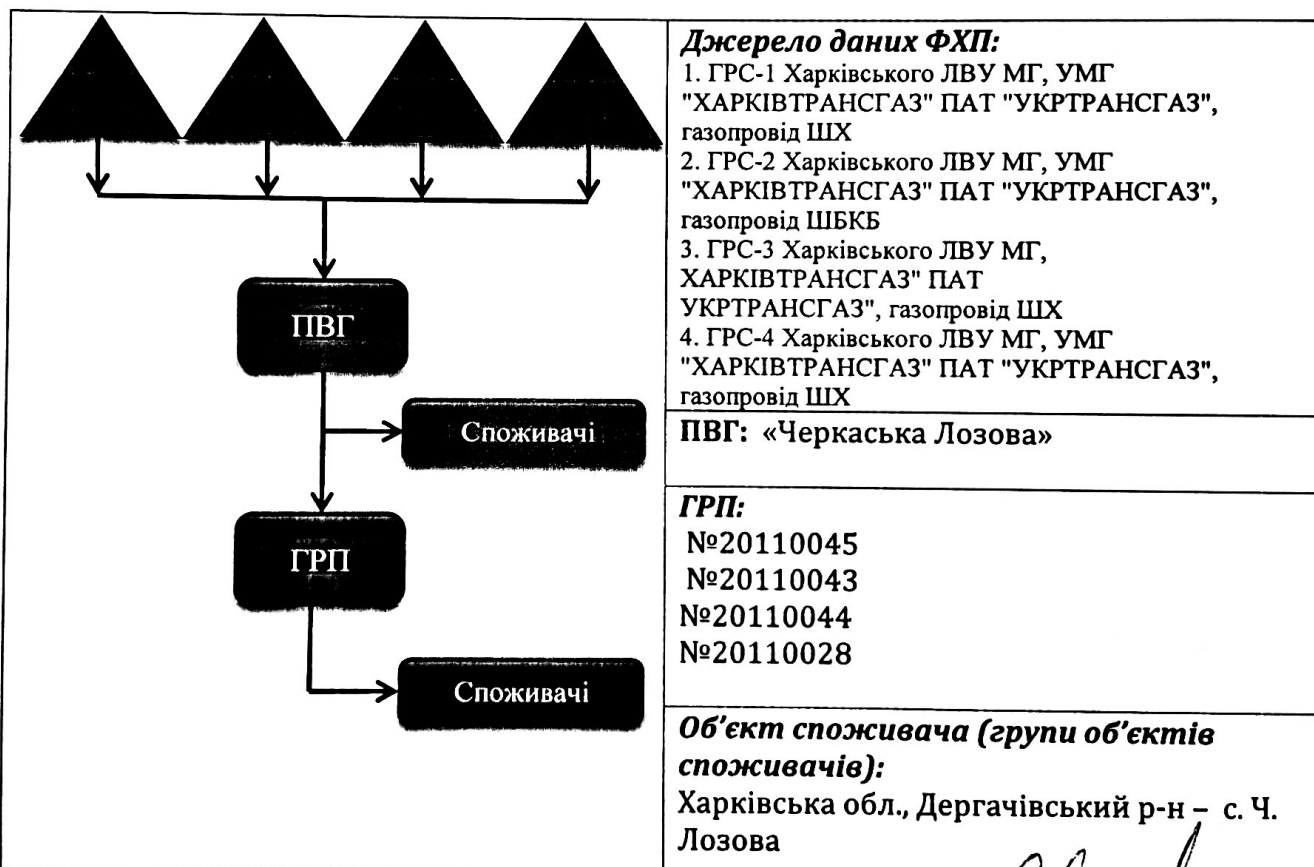 ПВГ
Споживачі
ГРП
Споживачі
Джерело даних ФХП:
1. ГРС-1 Харківського ЛВУ МГ, УМГ
"ХАРКІВТРАНСГАЗ" ПАТ "УКРТРАНСГАЗ",
газопровід ШХ
2. ГРС-2 Харківського ЛВУ МГ, УМГ
"ХАРКІВТРАНСГАЗ" ПАТ "УКРТРАНСГАЗ",
газопровід ШБКБ
3. ГРС-3 Харківського ЛВУ МГ,
ХАРКІВТРАНСГАЗ" ПАТ
УКРТРАНСГАЗ", газопровід ШХ
4. ГРС-4 Харківського ЛВУ МГ, УМГ
"ХАРКІВТРАНСГАЗ" ПАТ "УКРТРАНСГАЗ",
газопровід ШХ
ПВГ: «Черкаська Лозова»
ГРП:
№20110045
№20110043
№20110044
№20110028
Об'єкт споживача (групи об'єктів
споживачів):
Харківська обл., Дергачівський р-н – с. Ч.
Лозова